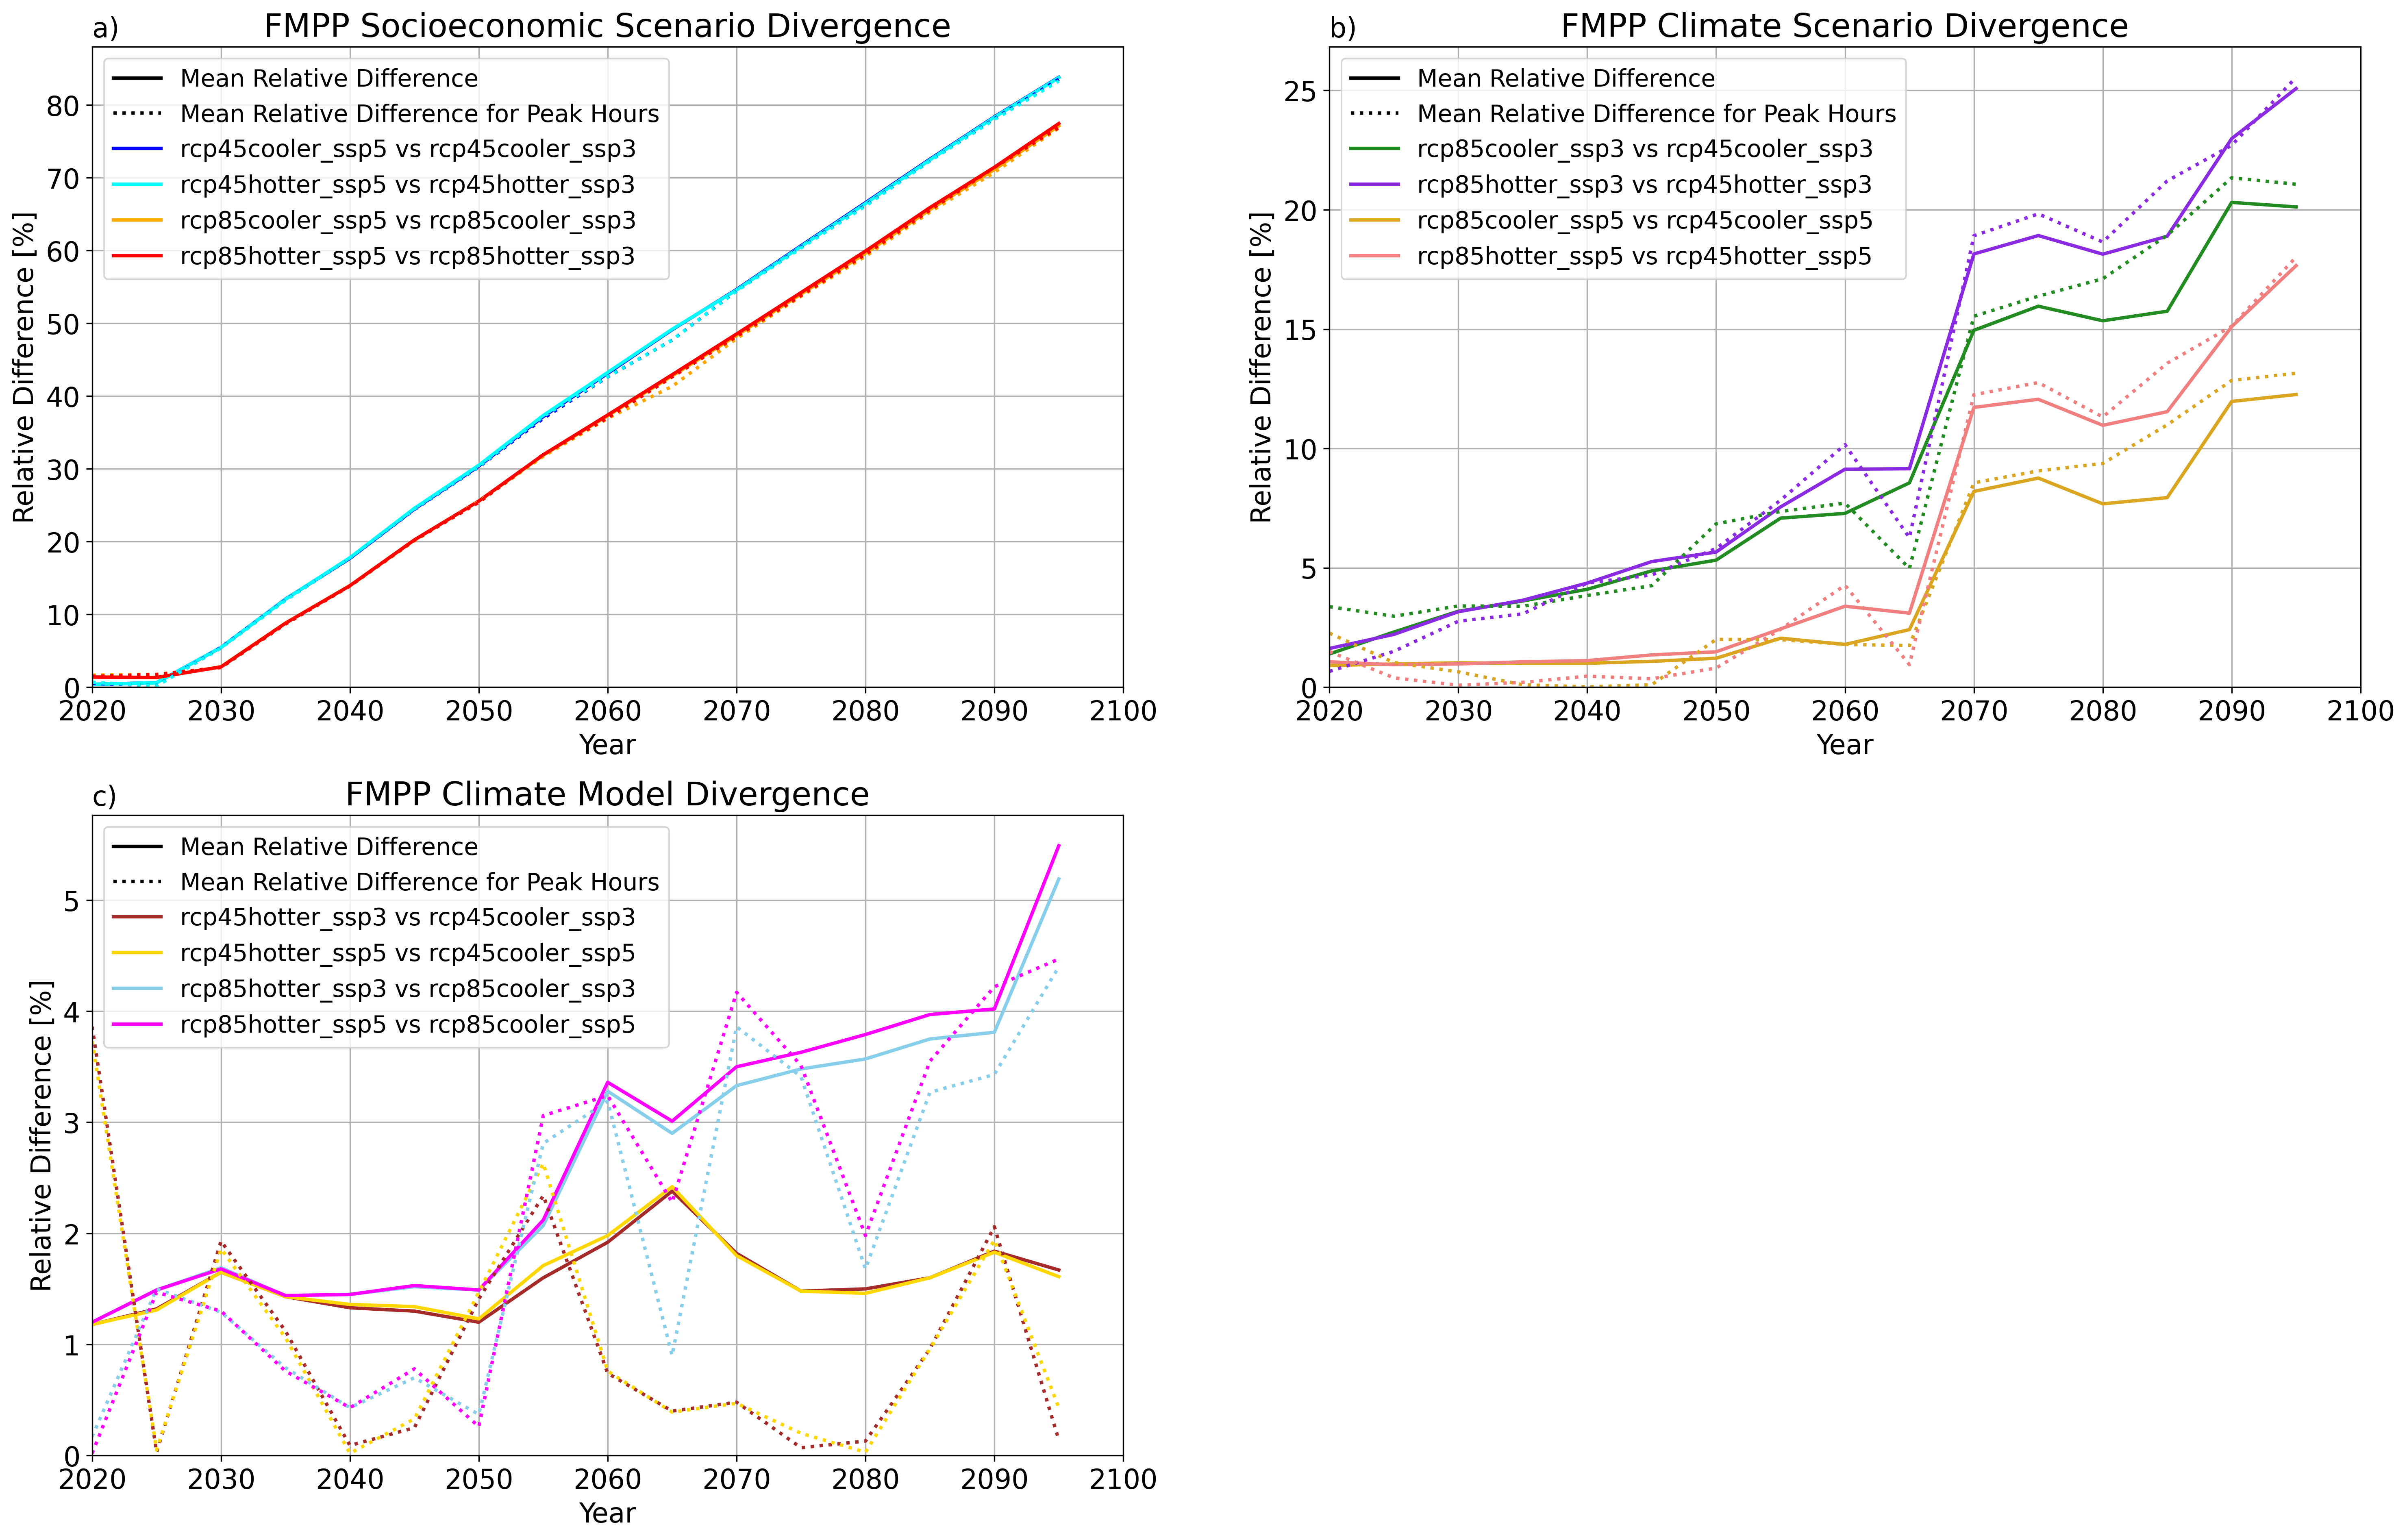 a)
FMPP Socioeconomic Scenario Divergence
Mean Relative Difference
Mean Relative Difference for Peak Hours
rcp45cooler_ssp5 vs rcp45cooler_ssp3
rcp45hotter_ssp5 vs rcp45hotter_ssp3
rcp85cooler_ssp5 vs rcp85cooler_ssp3
rcp85hotter_ssp5 vs rcp85hotter_ssp3
Relative Difference [%]
80
70
60
50
40
30
20
10
0
2020 2030 2040 2050 2060 2070 2080 2090 2100
Year
b)
FMPP Climate Scenario Divergence
Mean Relative Difference
Mean Relative Difference for Peak Hours
rcp85cooler_ssp3 vs rcp45cooler_ssp3
rcp85hotter_ssp3 vs rcp45hotter_ssp3
rcp85cooler_ssp5 vs rcp45cooler_ssp5
rcp85hotter_ssp5 vs rcp45hotter_ssp5
Relative Difference [%]
25
20
15
10
5
0
2020 2030 2040 2050 2060 2070 2080 2090 2100
Year
c)
FMPP Climate Model Divergence
Mean Relative Difference
Mean Relative Difference for Peak Hours
rcp45hotter_ssp3 vs rcp45cooler_ssp3
rcp45hotter_ssp5 vs rcp45cooler_ssp5
rcp85hotter_ssp3 vs rcp85cooler_ssp3
rcp85hotter_ssp5 vs rcp85cooler_ssp5
Relative Difference [%]
5
4
3
2
1
0
2020 2030 2040 2050 2060 2070 2080 2090 2100
Year